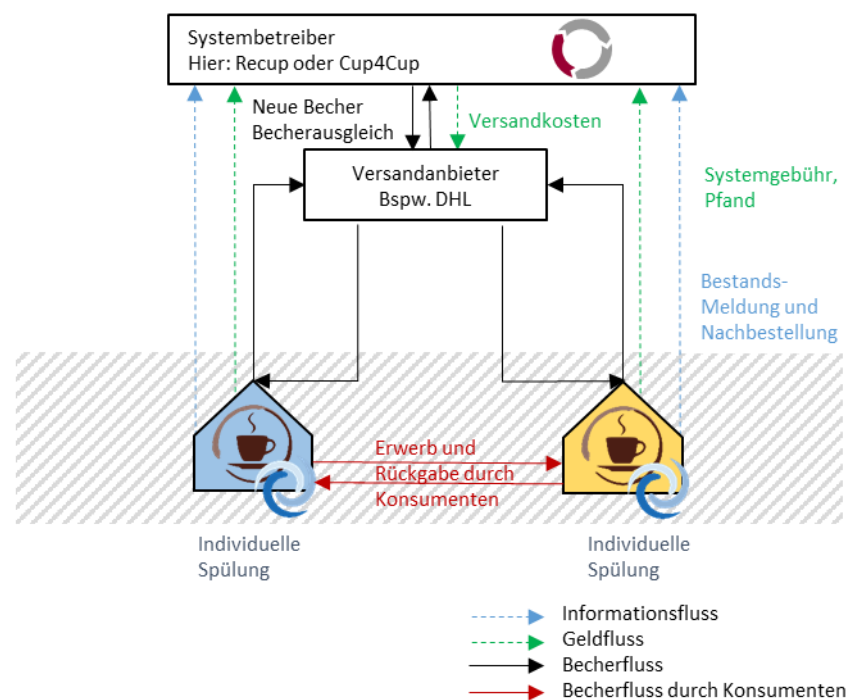 Systembetreiber
Hier: Recup oder Cup4Cup
Neue Becher
Becherausgleich
Versandkosten
Versandanbieter
Bspw. DHL
Systemgebühr,
Pfand
Bestands-
Meldung und
Nachbestellung
Erwerb und
Rückgabe durch
Konsumenten
Individuelle
Spülung
Individuelle
Spülung
Informationsfluss
Geldfluss
Becherfluss
Becherfluss durch Konsumenten